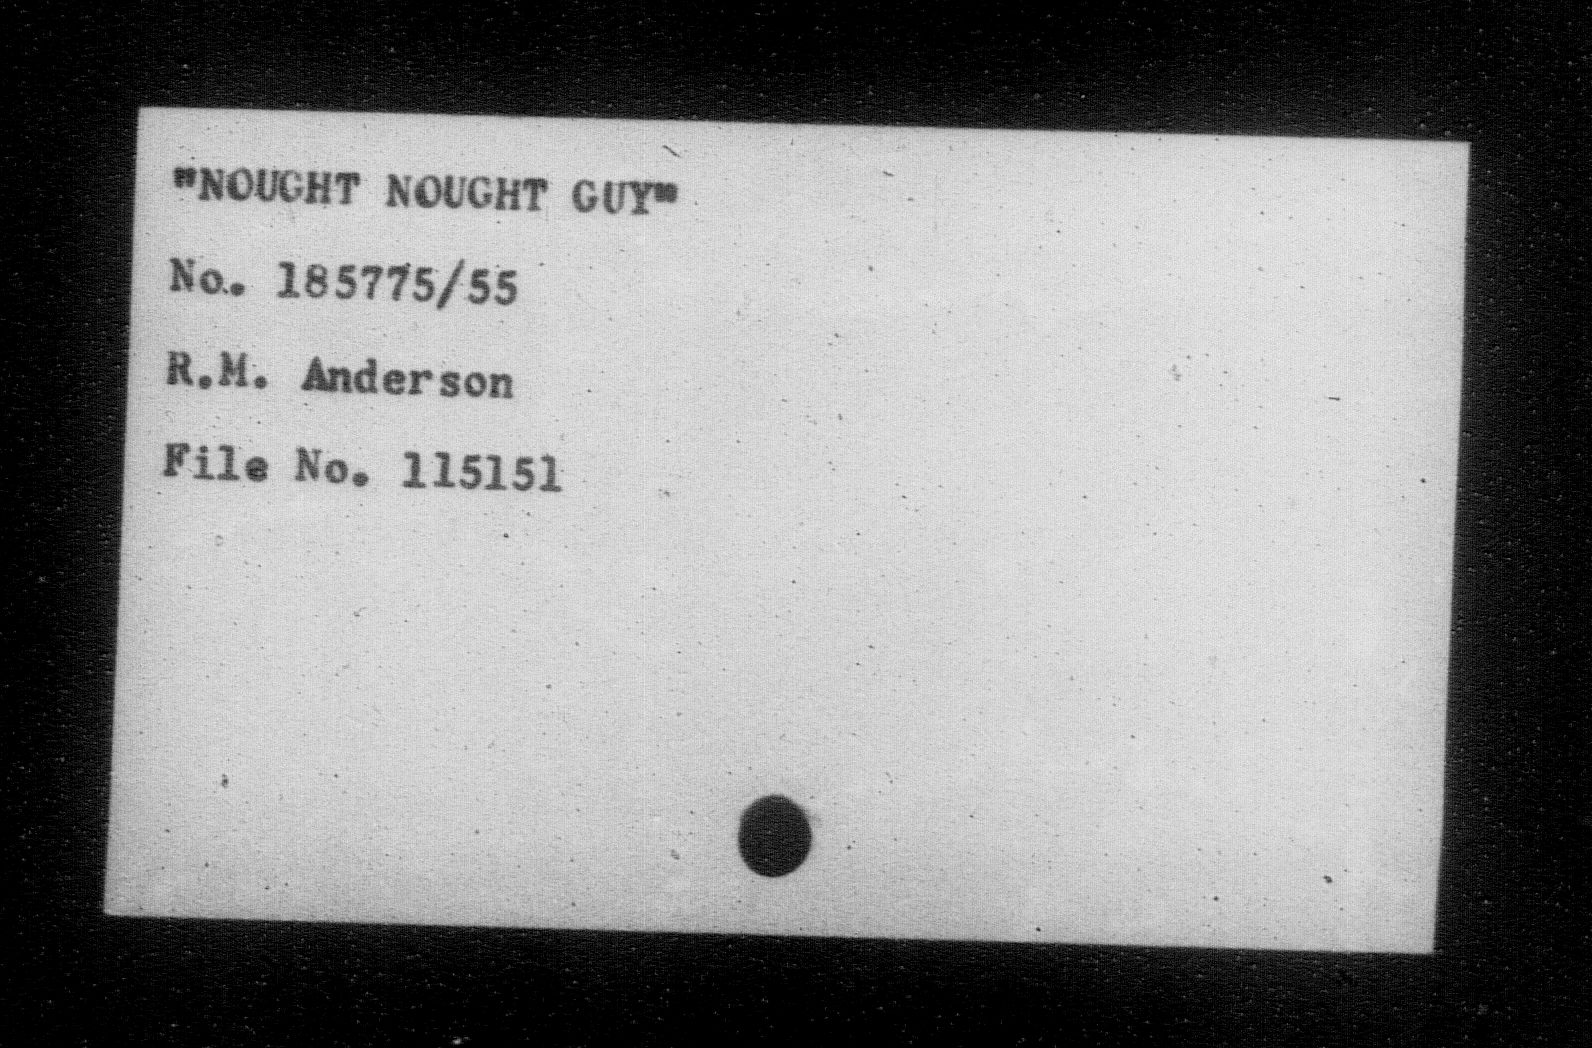 "NOUGHT NOUGHT GUY"
No. 185775/55
R.M. Anderson
File No. 115151